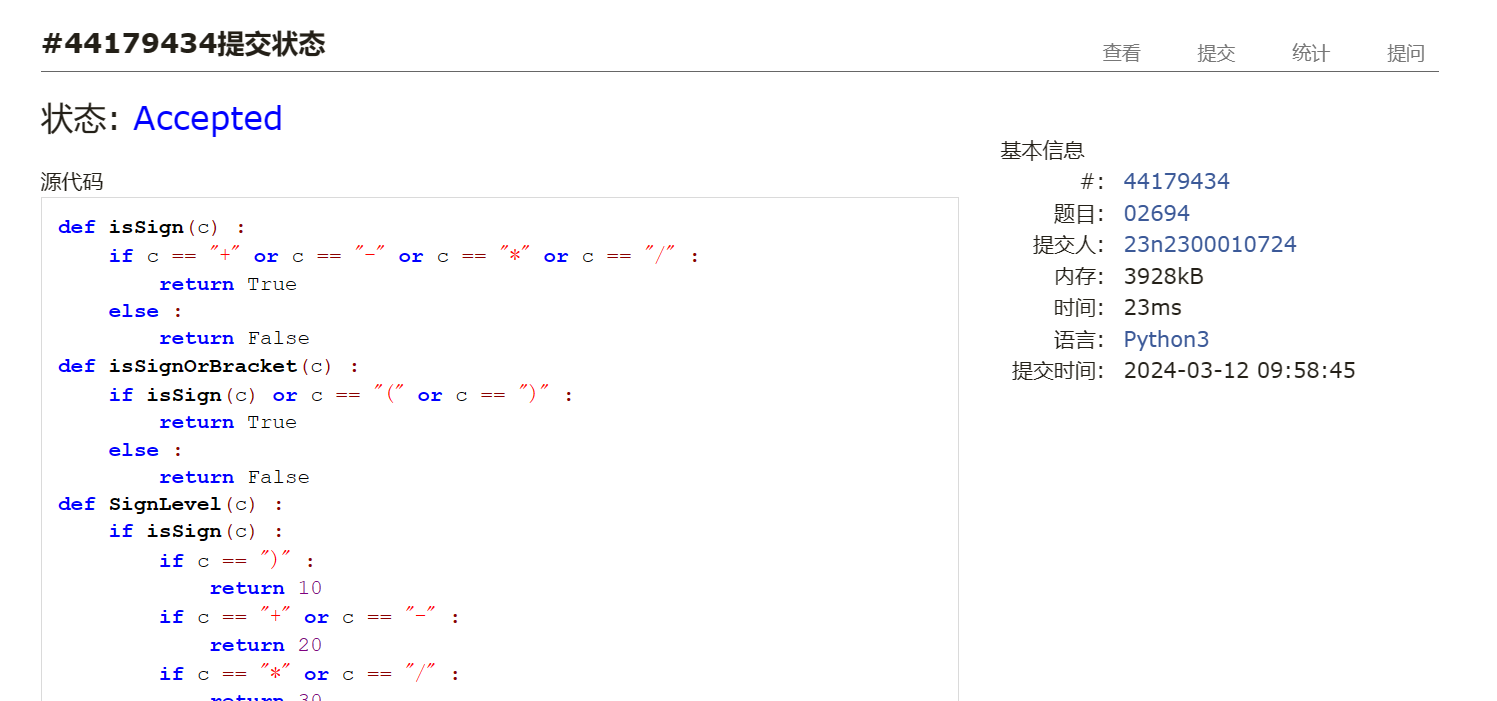 #44179434提交状态
查看 提交 统计 提问
状态: Accepted
源代码
def isSign(c) :
    if c == "+" or c == "-" or c == "*" or c == "/" :
        return True
    else :
        return False
def isSignOrBracket(c) :
    if isSign(c) or c == "(" or c == ")" :
        return True
    else :
        return False
def SignLevel(c) :
    if isSign(c) :
        if c == ")" :
            return 10
        if c == "+" or c == "-" :
            return 20
        if c == "*" or c == "/" :
            return 30
基本信息
#: 44179434
题目: 02694
提交人: 23n2300010724
内存: 3928kB
时间: 23ms
语言: Python3
提交时间: 2024-03-12 09:58:45